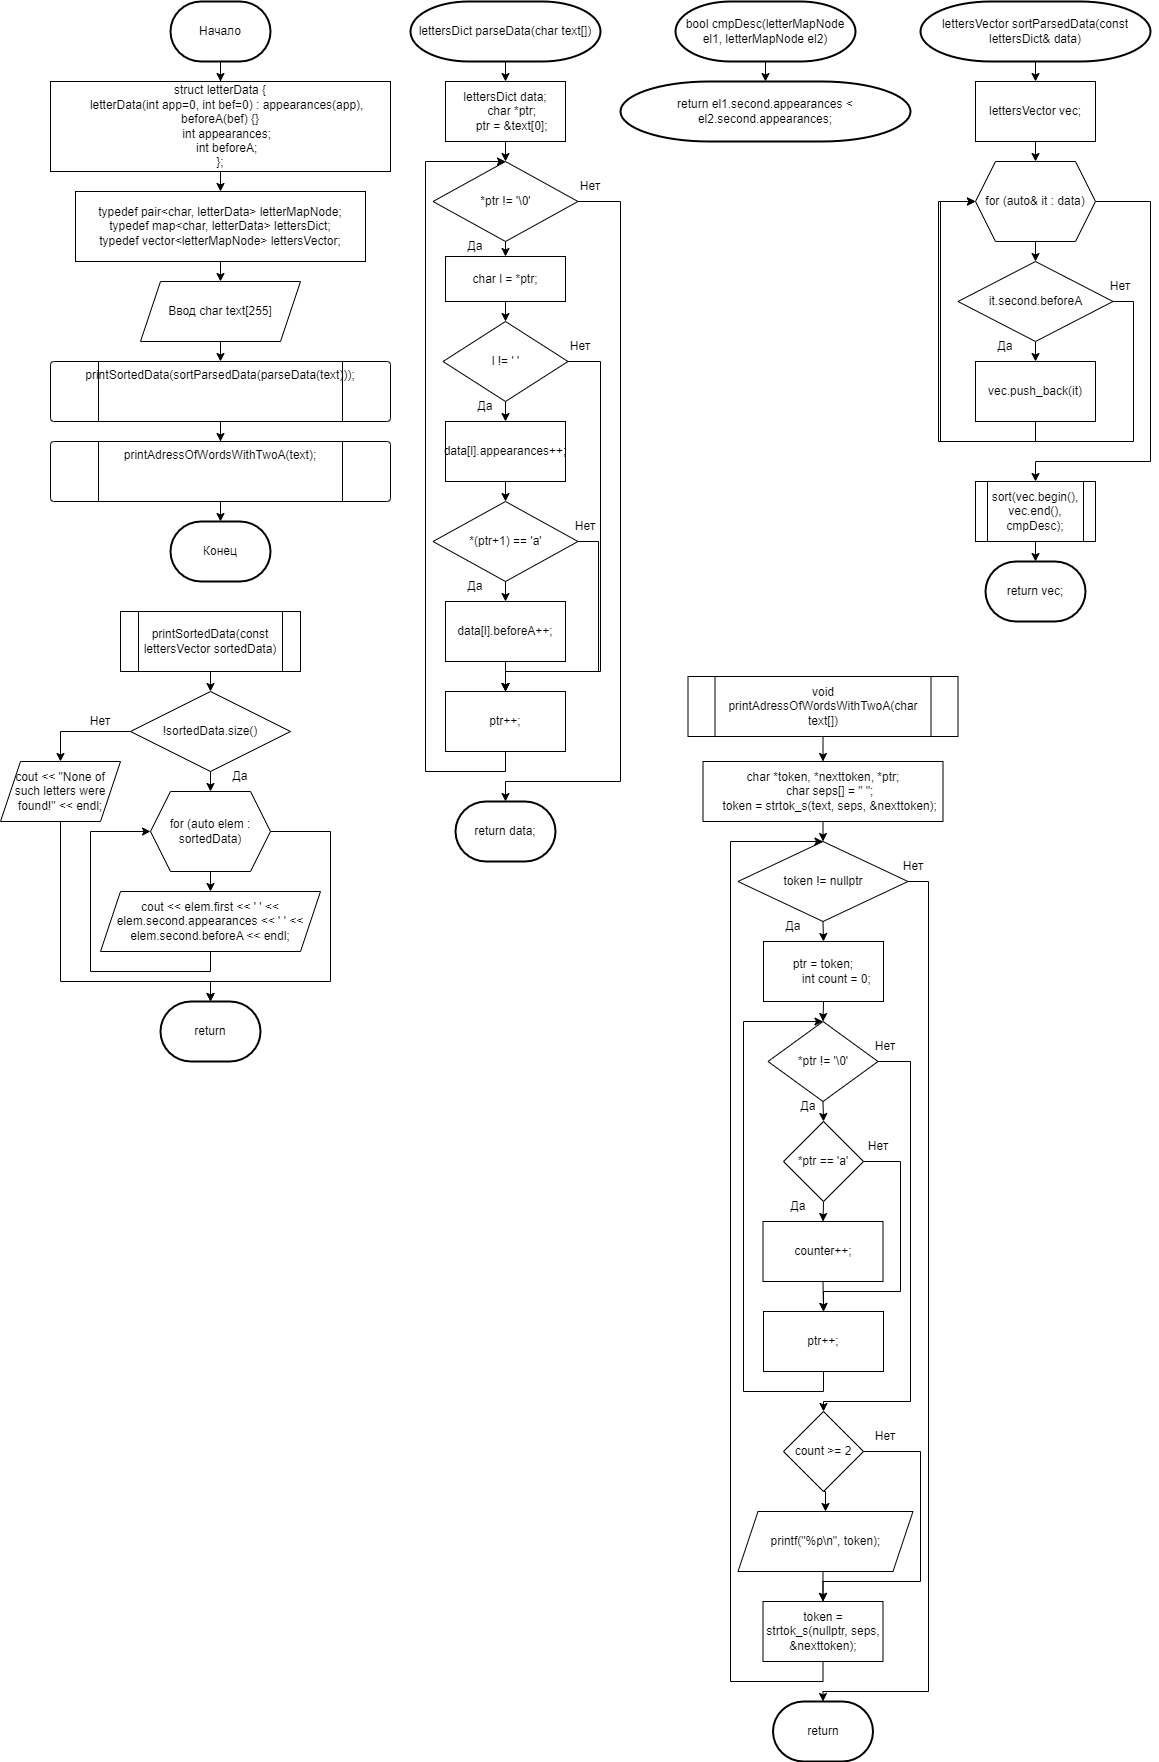 Начало
struct letterData {
letterData(int app=0, int bef=0) : appearances(app),
beforeA(bef) {}
int appearances;
int beforeA;
};
typedef pair<char, letterData> letterMapNode;
typedef map<char, letterData> lettersDict;
typedef vector<letterMapNode> lettersVector;
Ввод char text[255]
printSortedData(sortParsedData(parseData(text)));
printAdressOfWordsWithTwoA(text);
Конец
printSortedData(const
lettersVector sortedData)
!sortedData.size()
Нет
Да
cout << "None of
such letters were
found!" << endl;
for (auto elem :
sortedData)
cout << elem.first << ' ' <<
elem.second.appearances << ' ' <<
elem.second.beforeA << endl;
return
lettersDict parseData(char text[])
lettersDict data;
char *ptr;
ptr = &text[0];
*ptr != '\0'
Нет
Да
char l = *ptr;
l != ' '
Нет
Да
data[l].appearances++;
*(ptr+1) == 'a'
Нет
Да
data[l].beforeA++;
ptr++;
return data;
bool cmpDesc(letterMapNode
el1, letterMapNode el2)
return el1.second.appearances <
el2.second.appearances;
lettersVector sortParsedData(const
lettersDict& data)
lettersVector vec;
for (auto& it : data)
it.second.beforeA
Нет
Да
vec.push_back(it)
sort(vec.begin(),
vec.end(),
cmpDesc);
return vec;
void
printAdressOfWordsWithTwoA(char
text[])
char *token, *nexttoken, *ptr;
char seps[] = " ";
token = strtok_s(text, seps, &nexttoken);
token != nullptr
Нет
Да
ptr = token;
int count = 0;
*ptr != '\0'
Нет
Да
*ptr == 'a'
Нет
Да
counter++;
ptr++;
count >= 2
Нет
printf("%p\n", token);
token =
strtok_s(nullptr, seps,
&nexttoken);
return